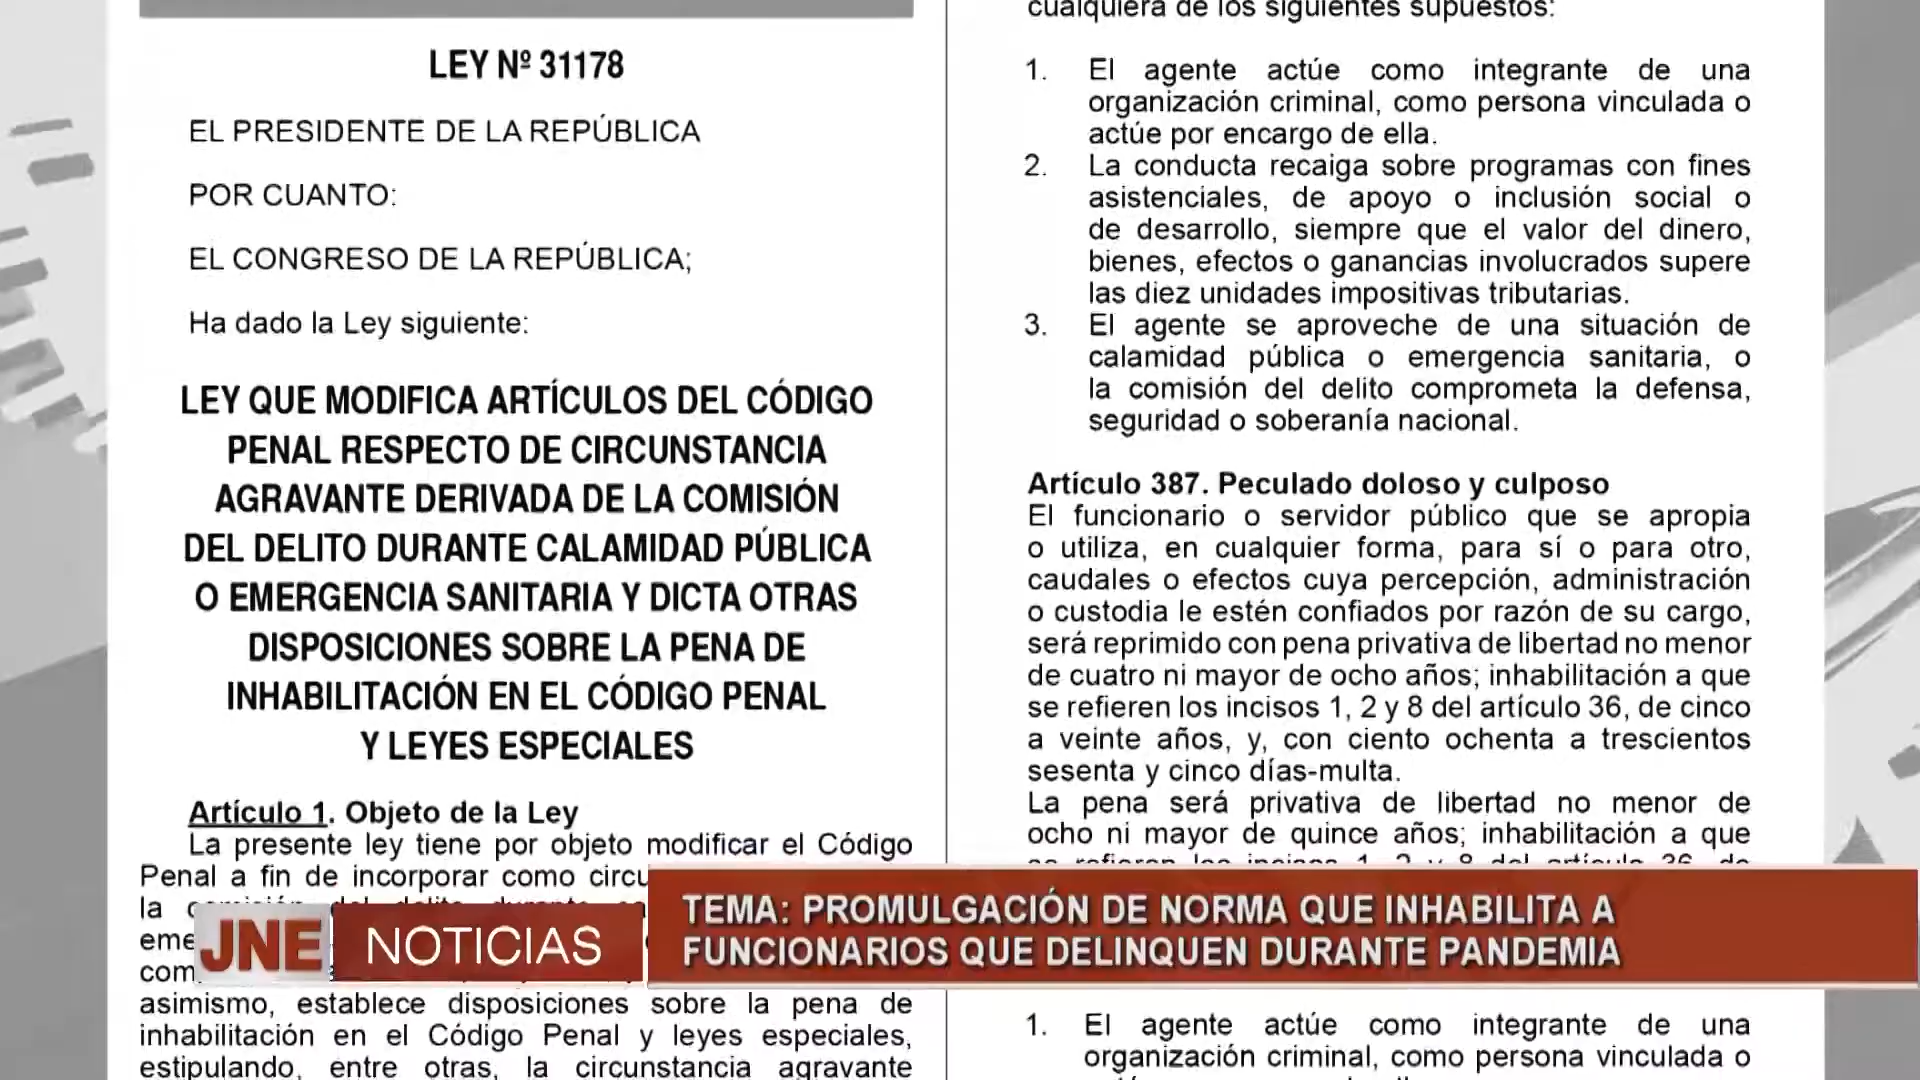 LEY Nº 31178
EL PRESIDENTE DE LA REPÚBLICA
POR CUANTO:
EL CONGRESO DE LA REPÚBLICA;
Ha dado la Ley siguiente:
LEY QUE MODIFICA ARTÍCULOS DEL CÓDIGO
PENAL RESPECTO DE CIRCUNSTANCIA
AGRAVANTE DERIVADA DE LA COMISIÓN
DEL DELITO DURANTE CALAMIDAD PÚBLICA
O EMERGENCIA SANITARIA Y DICTA OTRAS
DISPOSICIONES SOBRE LA PENA DE
INHABILITACIÓN EN EL CÓDIGO PENAL
Y LEYES ESPECIALES
Artículo 1. Objeto de la Ley
La presente ley tiene por objeto modificar el Código
Penal a fin de incorporar como circu
la
eme
com
asimismo, establece disposiciones sobre la pena de
inhabilitación en el Código Penal y leyes especiales,
estipulando, entre otras, la circunstancia agravante
cualquiera de los siguientes supuestos:
1. El agente actúe como integrante de una
organización criminal, como persona vinculada o
actúe por encargo de ella.
2. La conducta recaiga sobre programas con fines
asistenciales, de apoyo o inclusión social o
de desarrollo, siempre que el valor del dinero,
bienes, efectos o ganancias involucrados supere
las diez unidades impositivas tributarias.
3. El agente se aproveche de una situación de
calamidad pública o emergencia sanitaria, o
la comisión del delito comprometa la defensa,
seguridad o soberanía nacional.
Artículo 387. Peculado doloso y culposo
El funcionario o servidor público que se apropia
o utiliza, en cualquier forma, para sí o para otro,
caudales o efectos cuya percepción, administración
o custodia le estén confiados por razón de su cargo,
será reprimido con pena privativa de libertad no menor
de cuatro ni mayor de ocho años; inhabilitación a que
se refieren los incisos 1, 2 y 8 del artículo 36, de cinco
a veinte años, y, con ciento ochenta a trescientos
sesenta y cinco días-multa.
La pena será privativa de libertad no menor de
ocho ni mayor de quince años; inhabilitación a que
se refieren los incisos 1, 2 y 8 del artículo 36, de
1. El agente actúe como integrante de una
organización criminal, como persona vinculada o
JNE NOTICIAS
TEMA: PROMULGACIÓN DE NORMA QUE INHABILITA A
FUNCIONARIOS QUE DELINQUEN DURANTE PANDEMIA